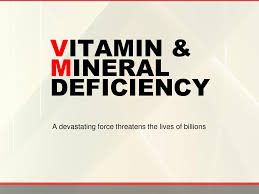 VITAMIN &
MINERAL
DEFICIENCY
A devastating force threatens the lives of billions